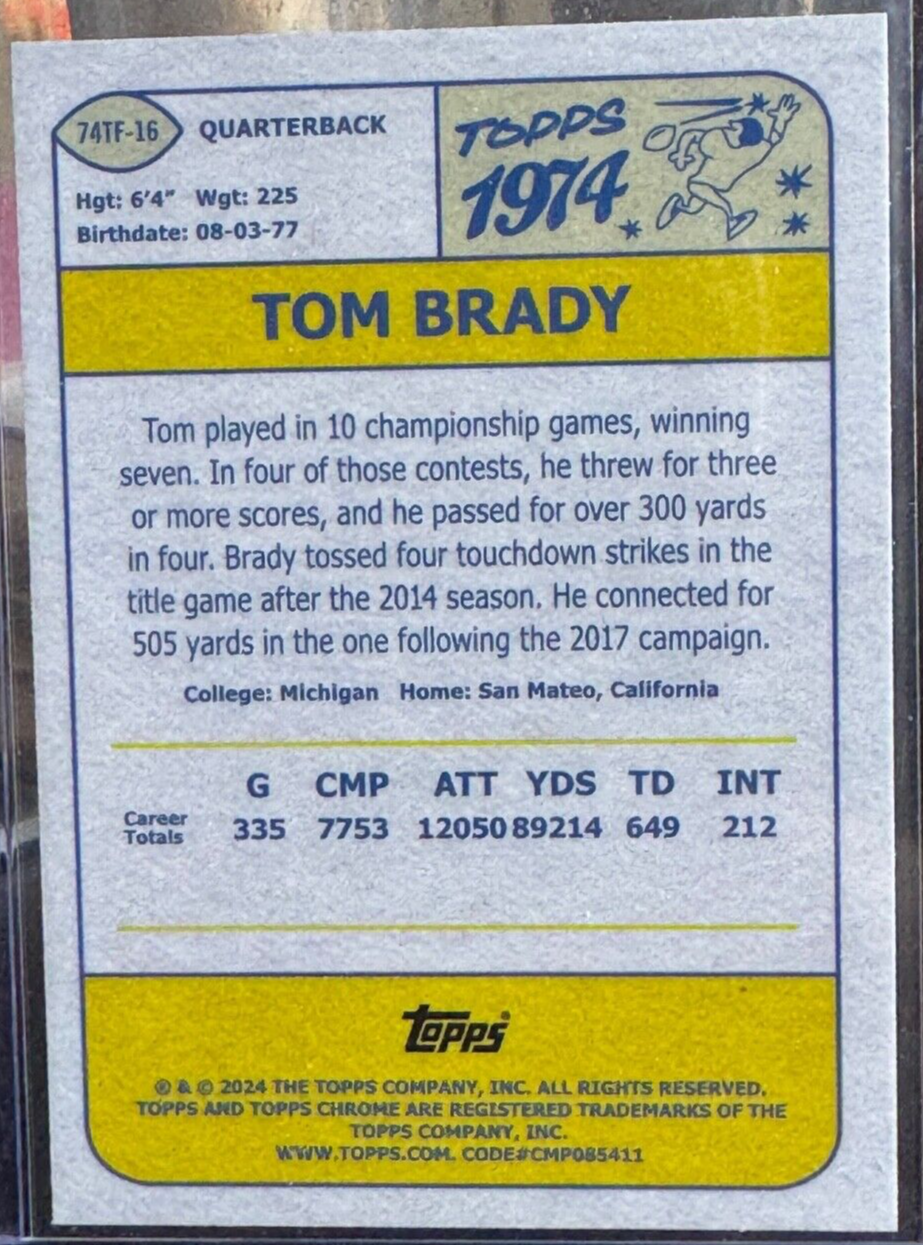 74TF-16
QUARTERBACK
Hgt: 6'4" Wgt: 225
Birthdate: 08-03-77
TOPPS
1974
TOM BRADY
Tom played in 10 championship games, winning
seven. In four of those contests, he threw for three
or more scores, and he passed for over 300 yards
in four. Brady tossed four touchdown strikes in the
title game after the 2014 season. He connected for
505 yards in the one following the 2017 campaign.
College: Michigan Home: San Mateo, California
G CMP ATT YDS TD INT
Career Totals 335 7753 12050 89214 649 212
topps®
® & © 2024 THE TOPPS COMPANY, INC. ALL RIGHTS RESERVED.
TOPPS AND TOPPS CHROME ARE REGISTERED TRADEMARKS OF THE
TOPPS COMPANY, INC.
WWW.TOPPS.COM. CODE#CMP085411